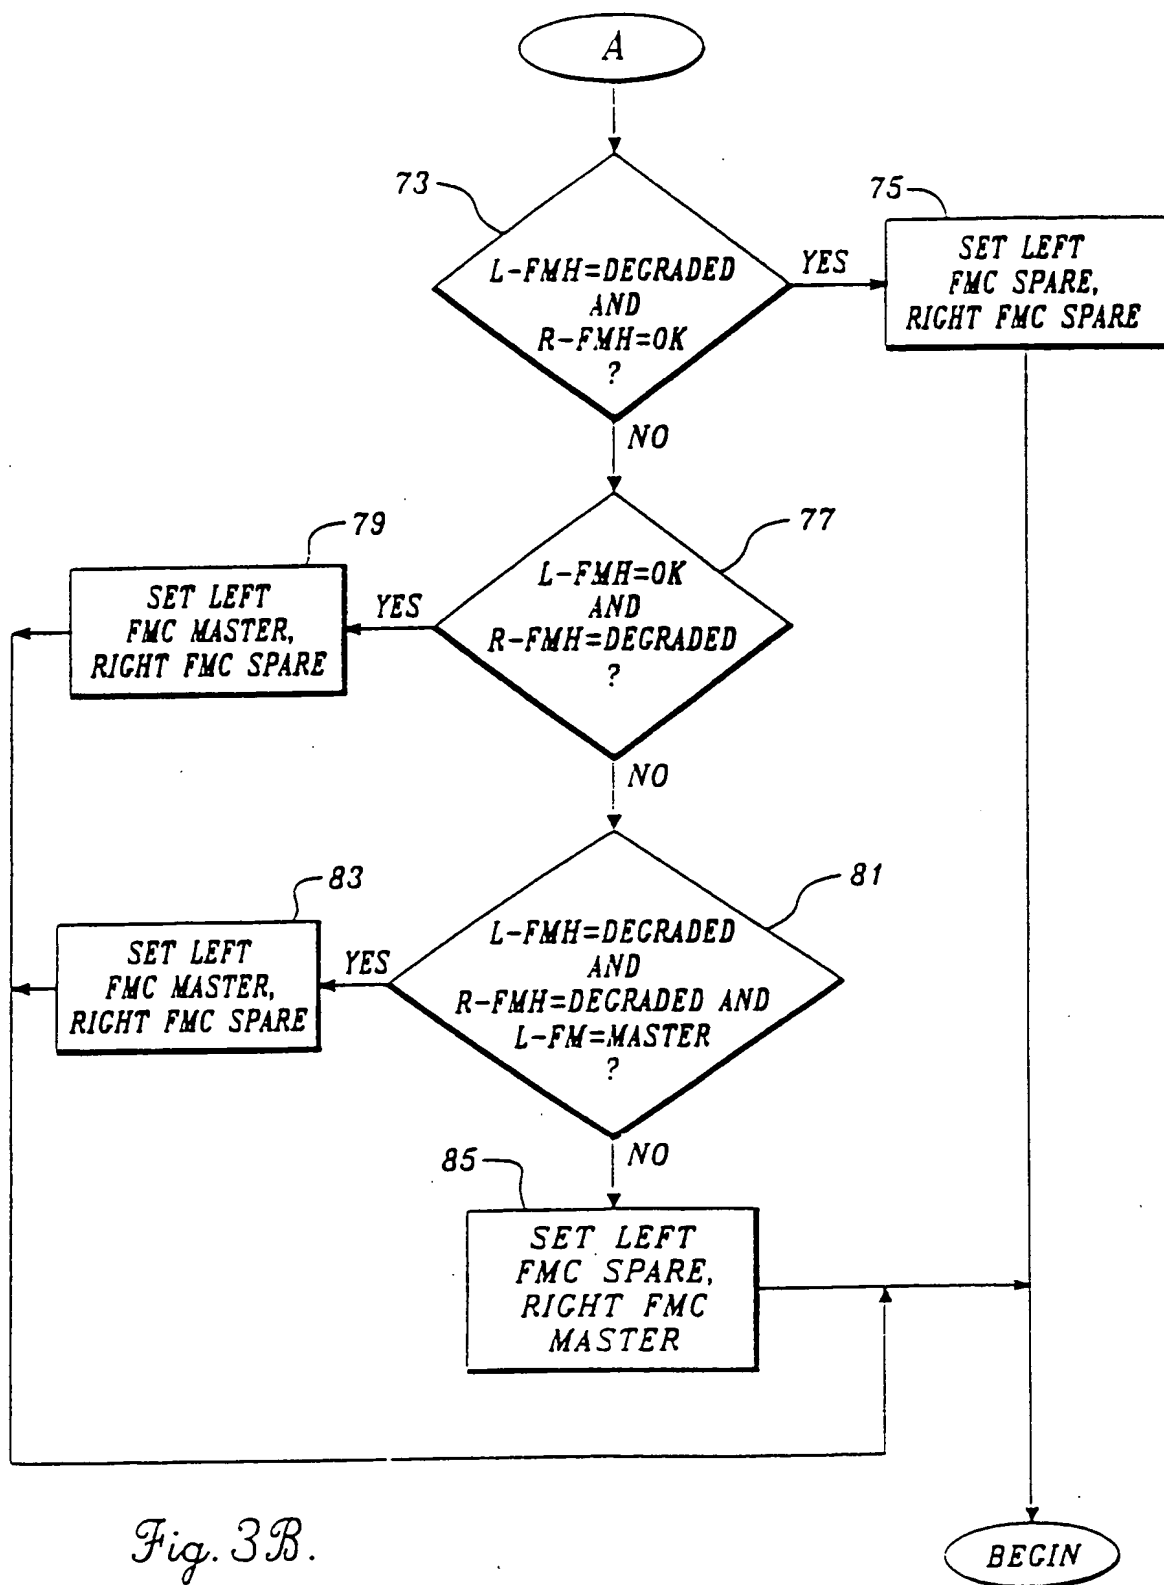 A
73
L-FMH=DEGRADED
AND
R-FMH=OK
?
YES
75
SET LEFT
FMC SPARE,
RIGHT FMC SPARE
NO
77
L-FMH=OK
AND
R-FMH=DEGRADED
?
YES
79
SET LEFT
FMC MASTER,
RIGHT FMC SPARE
NO
81
L-FMH=DEGRADED
AND
R-FMH=DEGRADED AND
L-FM=MASTER
?
YES
83
SET LEFT
FMC MASTER,
RIGHT FMC SPARE
NO
85
SET LEFT
FMC SPARE,
RIGHT FMC
MASTER
BEGIN
Fig. 3B.